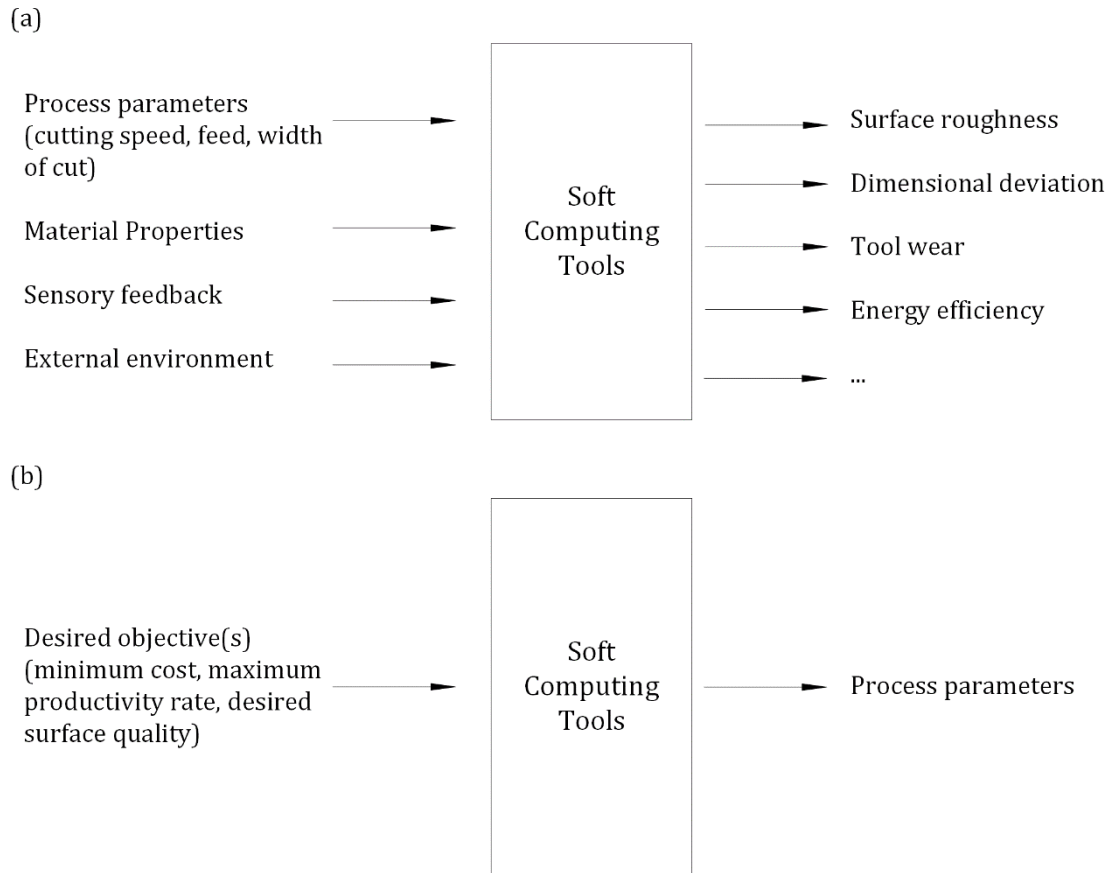 (a)
Process parameters
(cutting speed, feed, width
of cut)
Material Properties
Sensory feedback
External environment
Soft
Computing
Tools
Surface roughness
Dimensional deviation
Tool wear
Energy efficiency
...
(b)
Desired objective(s)
(minimum cost, maximum
productivity rate, desired
surface quality)
Soft
Computing
Tools
Process parameters